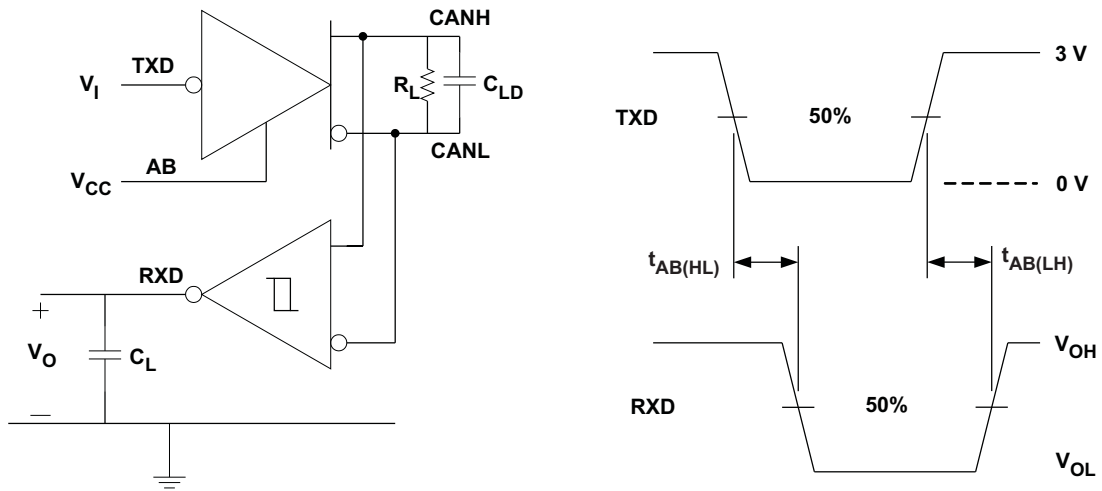 CANH
TXD
V_I
R_L
C_LD
CANL
AB
V_CC
RXD
+
V_O
C_L
–
3 V
TXD
50%
0 V
t_AB(HL)
t_AB(LH)
V_OH
RXD
50%
V_OL